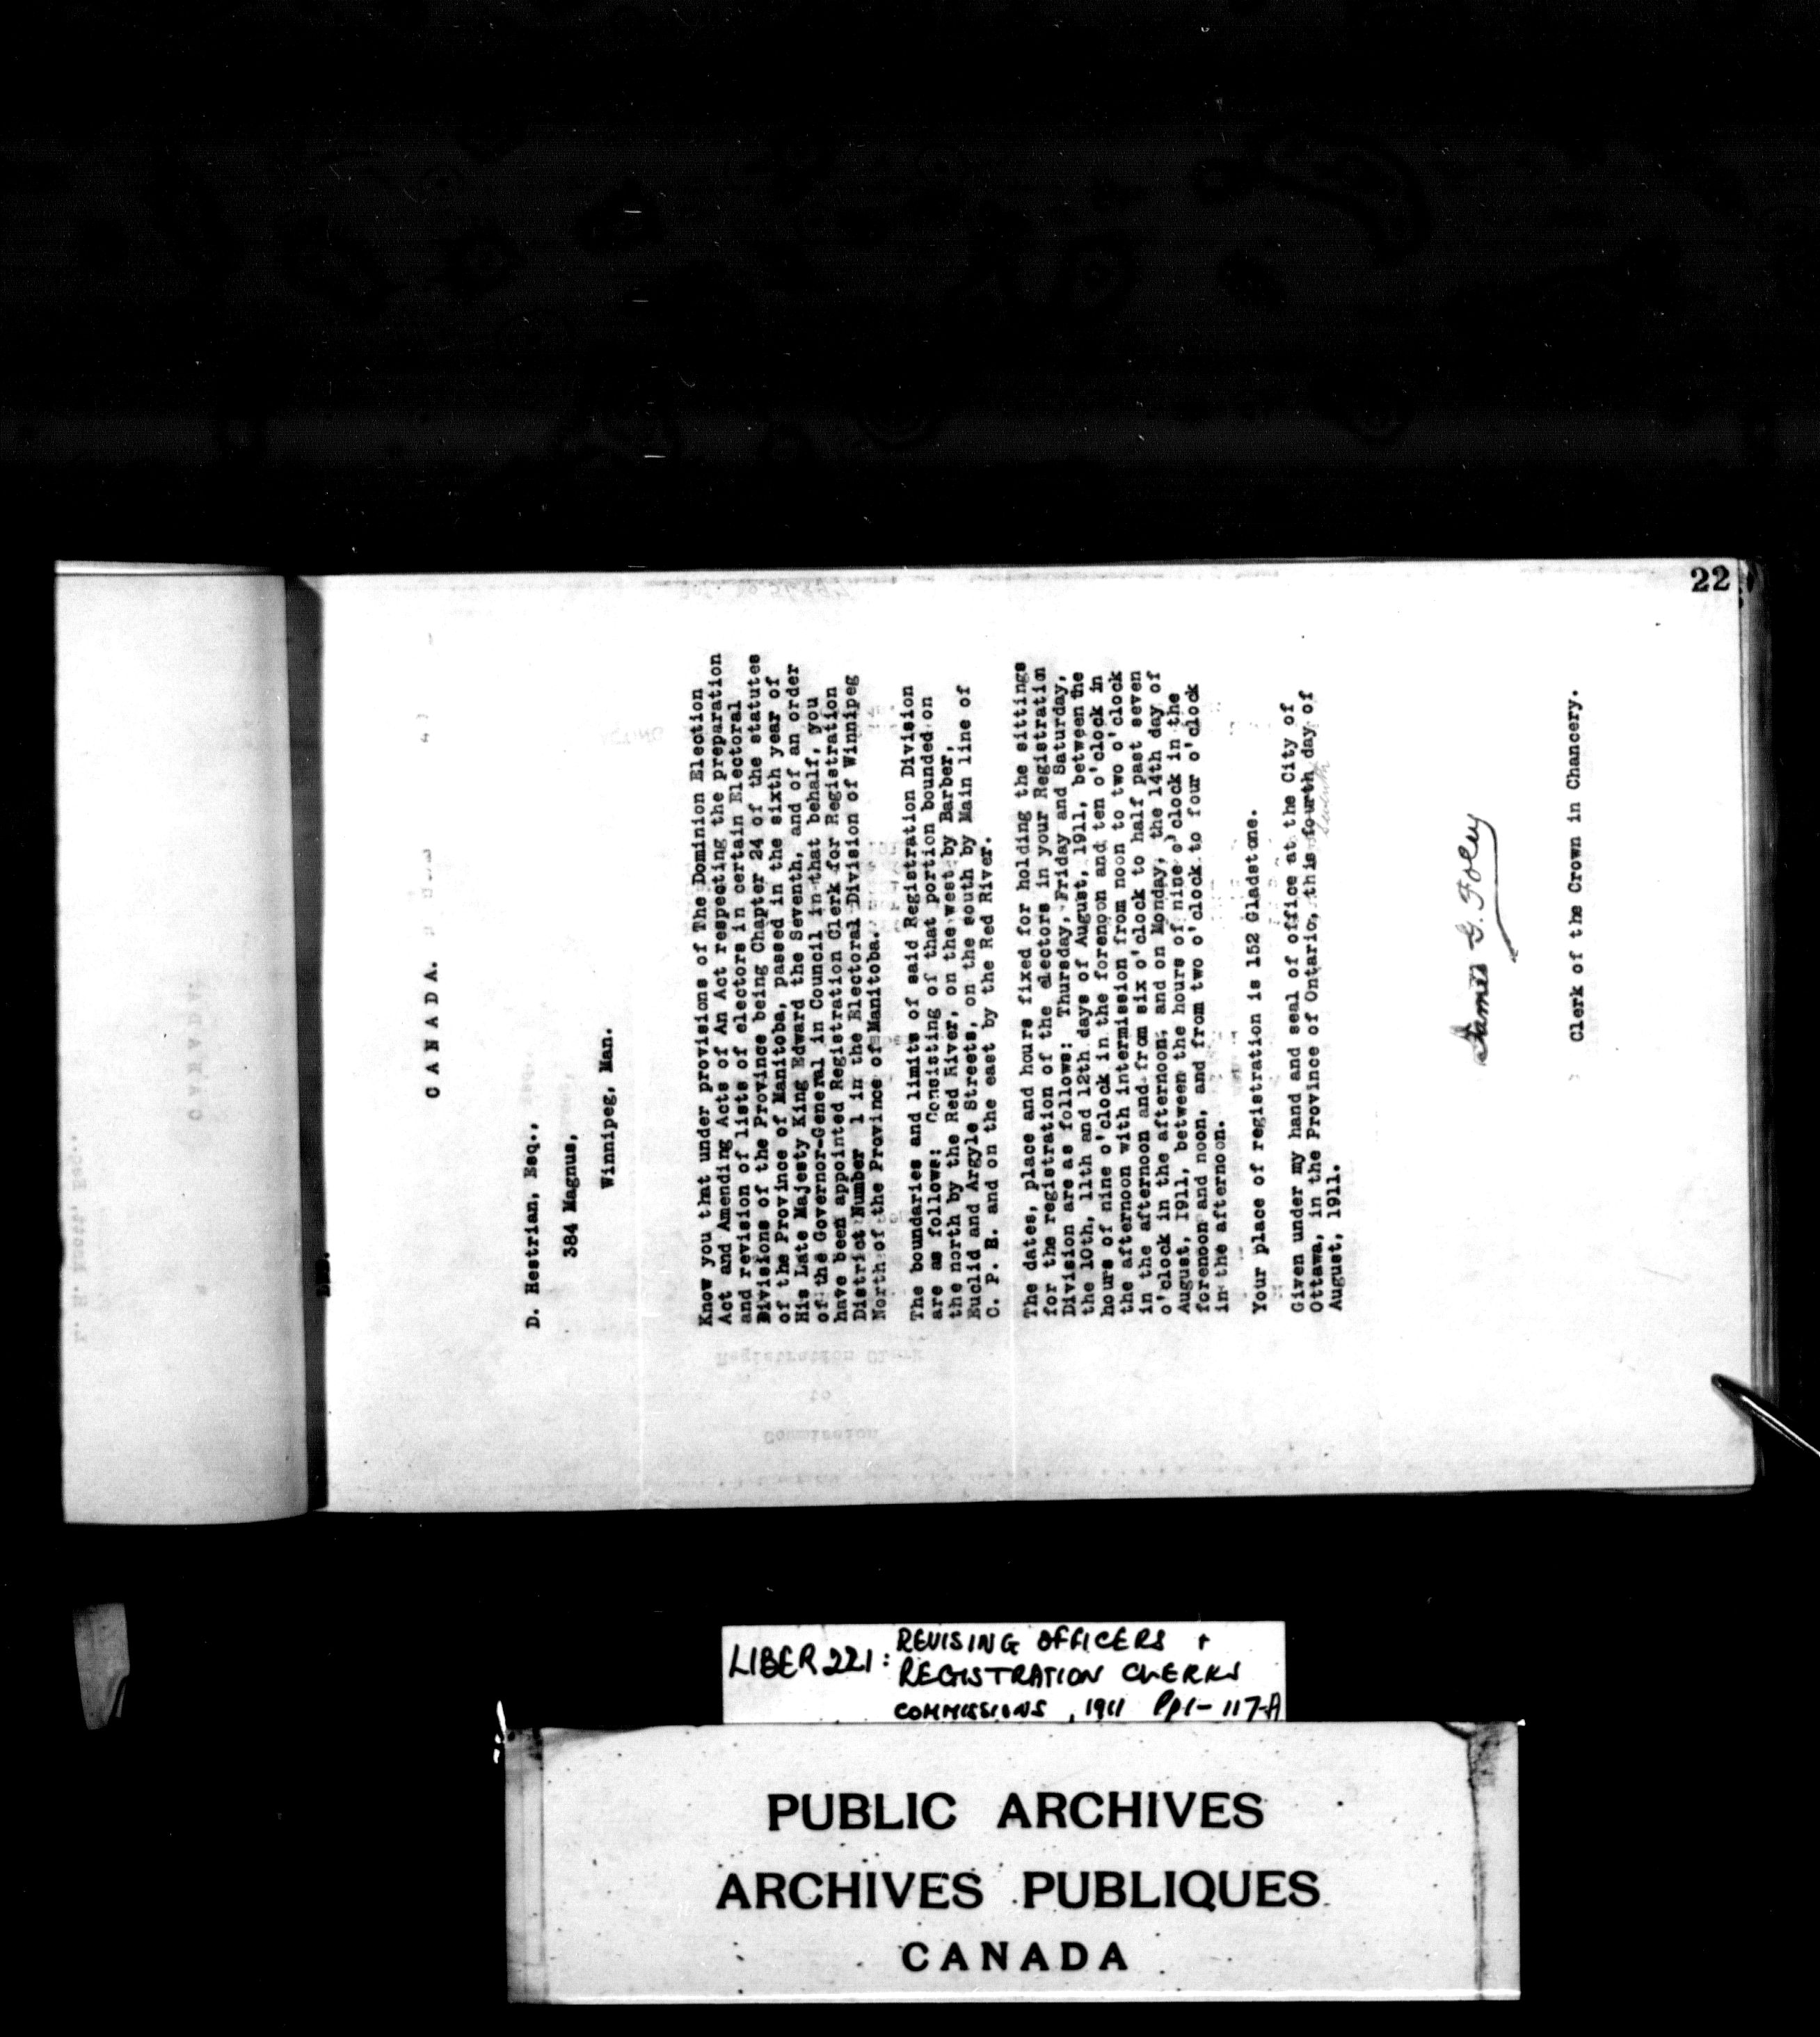 22
CANADA.
D. Hestrian, Esq.,
384 Magnus,
Winnipeg, Man.
Know you that under provisions of The Dominion Election
Act and Amending Acts of An Act respecting the preparation
and revision of lists of electors in certain Electoral
Divisions of the Province being Chapter 24 of the statutes
of the Province of Manitoba, passed in the sixth year of
His Late Majesty King Edward the Seventh, and of an order
of the Governor-General in Council in that behalf, you
have been appointed Registration Clerk for Registration
District Number 1 in the Electoral Division of Winnipeg
North of the Province of Manitoba.
The boundaries and limits of said Registration Division
are as follows: Consisting of that portion bounded on
the north by the Red River, on the west by Barber,
Euclid and Argyle Streets, on the south by Main line of
C. P. R. and on the east by the Red River.
The dates, place and hours fixed for holding the sittings
for the registration of the electors in your Registration
Division are as follows: Thursday, Friday and Saturday,
the 10th, 11th and 12th days of August, 1911, between the
hours of nine o'clock in the forenoon and ten o'clock in
the afternoon with intermission from noon to two o'clock
in the afternoon and from six o'clock to half past seven
o'clock in the afternoon; and on Monday, the 14th day of
August, 1911, between the hours of nine o'clock in the
forenoon and noon, and from two o'clock to four o'clock
in the afternoon.
Your place of registration is 152 Gladstone.
Given under my hand and seal of office at the City of
Ottawa, in the Province of Ontario, this fourth day of
seventh
August, 1911.
James G. Foley
Clerk of the Crown in Chancery.
LIBER 221: REVISING OFFICERS +
REGISTRATION CLERKS
COMMISSIONS, 1911 Pp1-117-A
PUBLIC ARCHIVES
ARCHIVES PUBLIQUES
CANADA